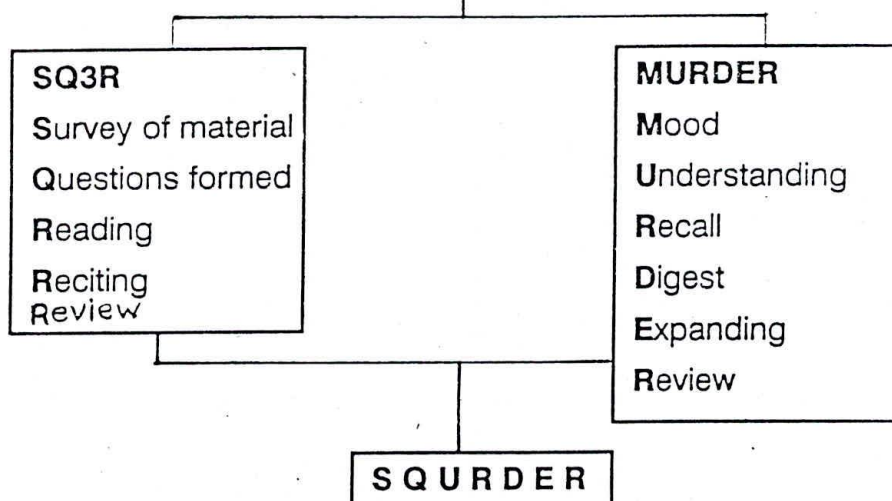 SQ3R
Survey of material
Questions formed
Reading
Reciting
Review
MURDER
Mood
Understanding
Recall
Digest
Expanding
Review
SQURDER